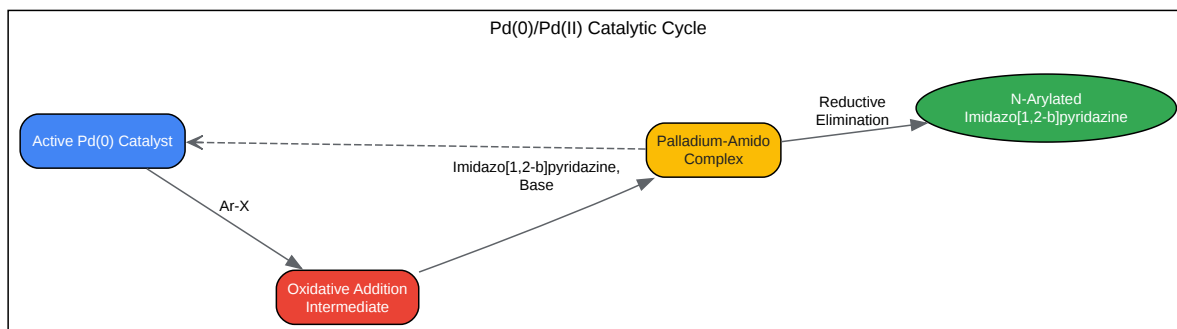 Pd(0)/Pd(II) Catalytic Cycle
Active Pd(0) Catalyst
Ar-X
Oxidative Addition
Intermediate
Imidazo[1,2-b]pyridazine,
Base
Palladium-Amido
Complex
Reductive
Elimination
N-Arylated
Imidazo[1,2-b]pyridazine